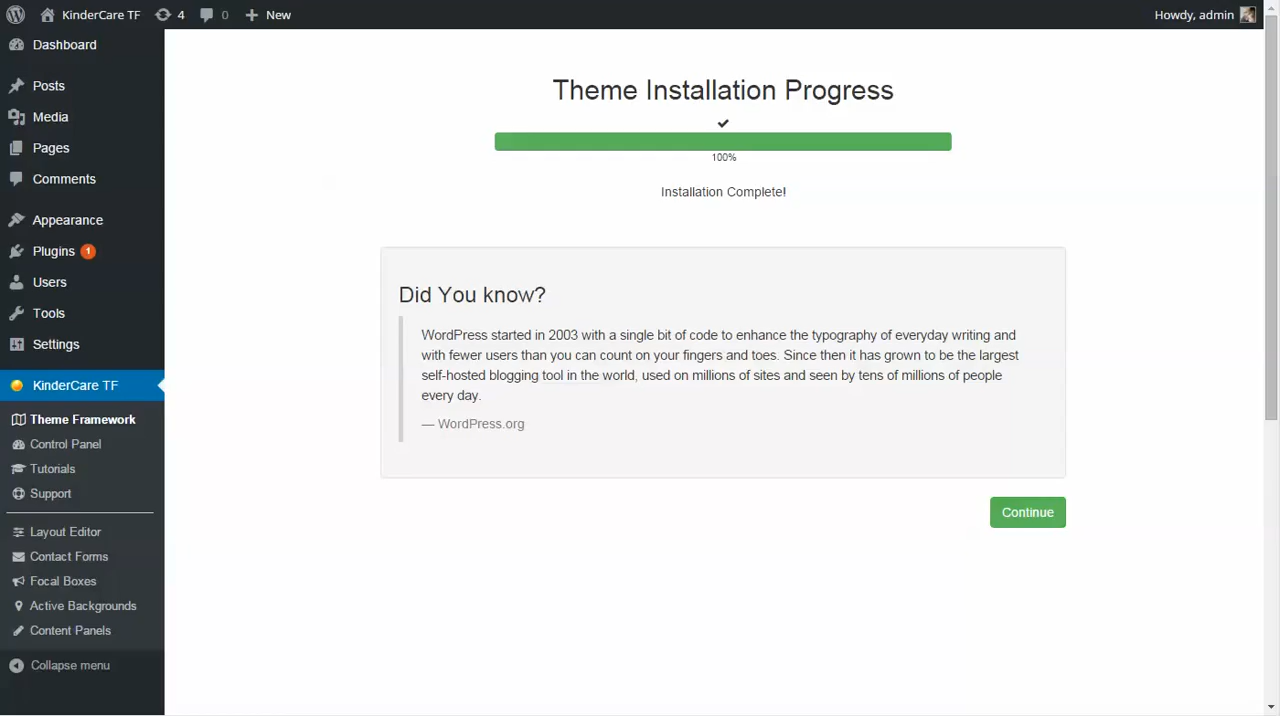 KinderCare TF
4
0
New
Howdy, admin
Dashboard
Posts
Media
Pages
Comments
Appearance
Plugins 1
Users
Tools
Settings
KinderCare TF
Theme Framework
Control Panel
Tutorials
Support
Layout Editor
Contact Forms
Focal Boxes
Active Backgrounds
Content Panels
Collapse menu
Theme Installation Progress
100%
Installation Complete!
Did You know?
WordPress started in 2003 with a single bit of code to enhance the typography of everyday writing and
with fewer users than you can count on your fingers and toes. Since then it has grown to be the largest
self-hosted blogging tool in the world, used on millions of sites and seen by tens of millions of people
every day.
— WordPress.org
Continue